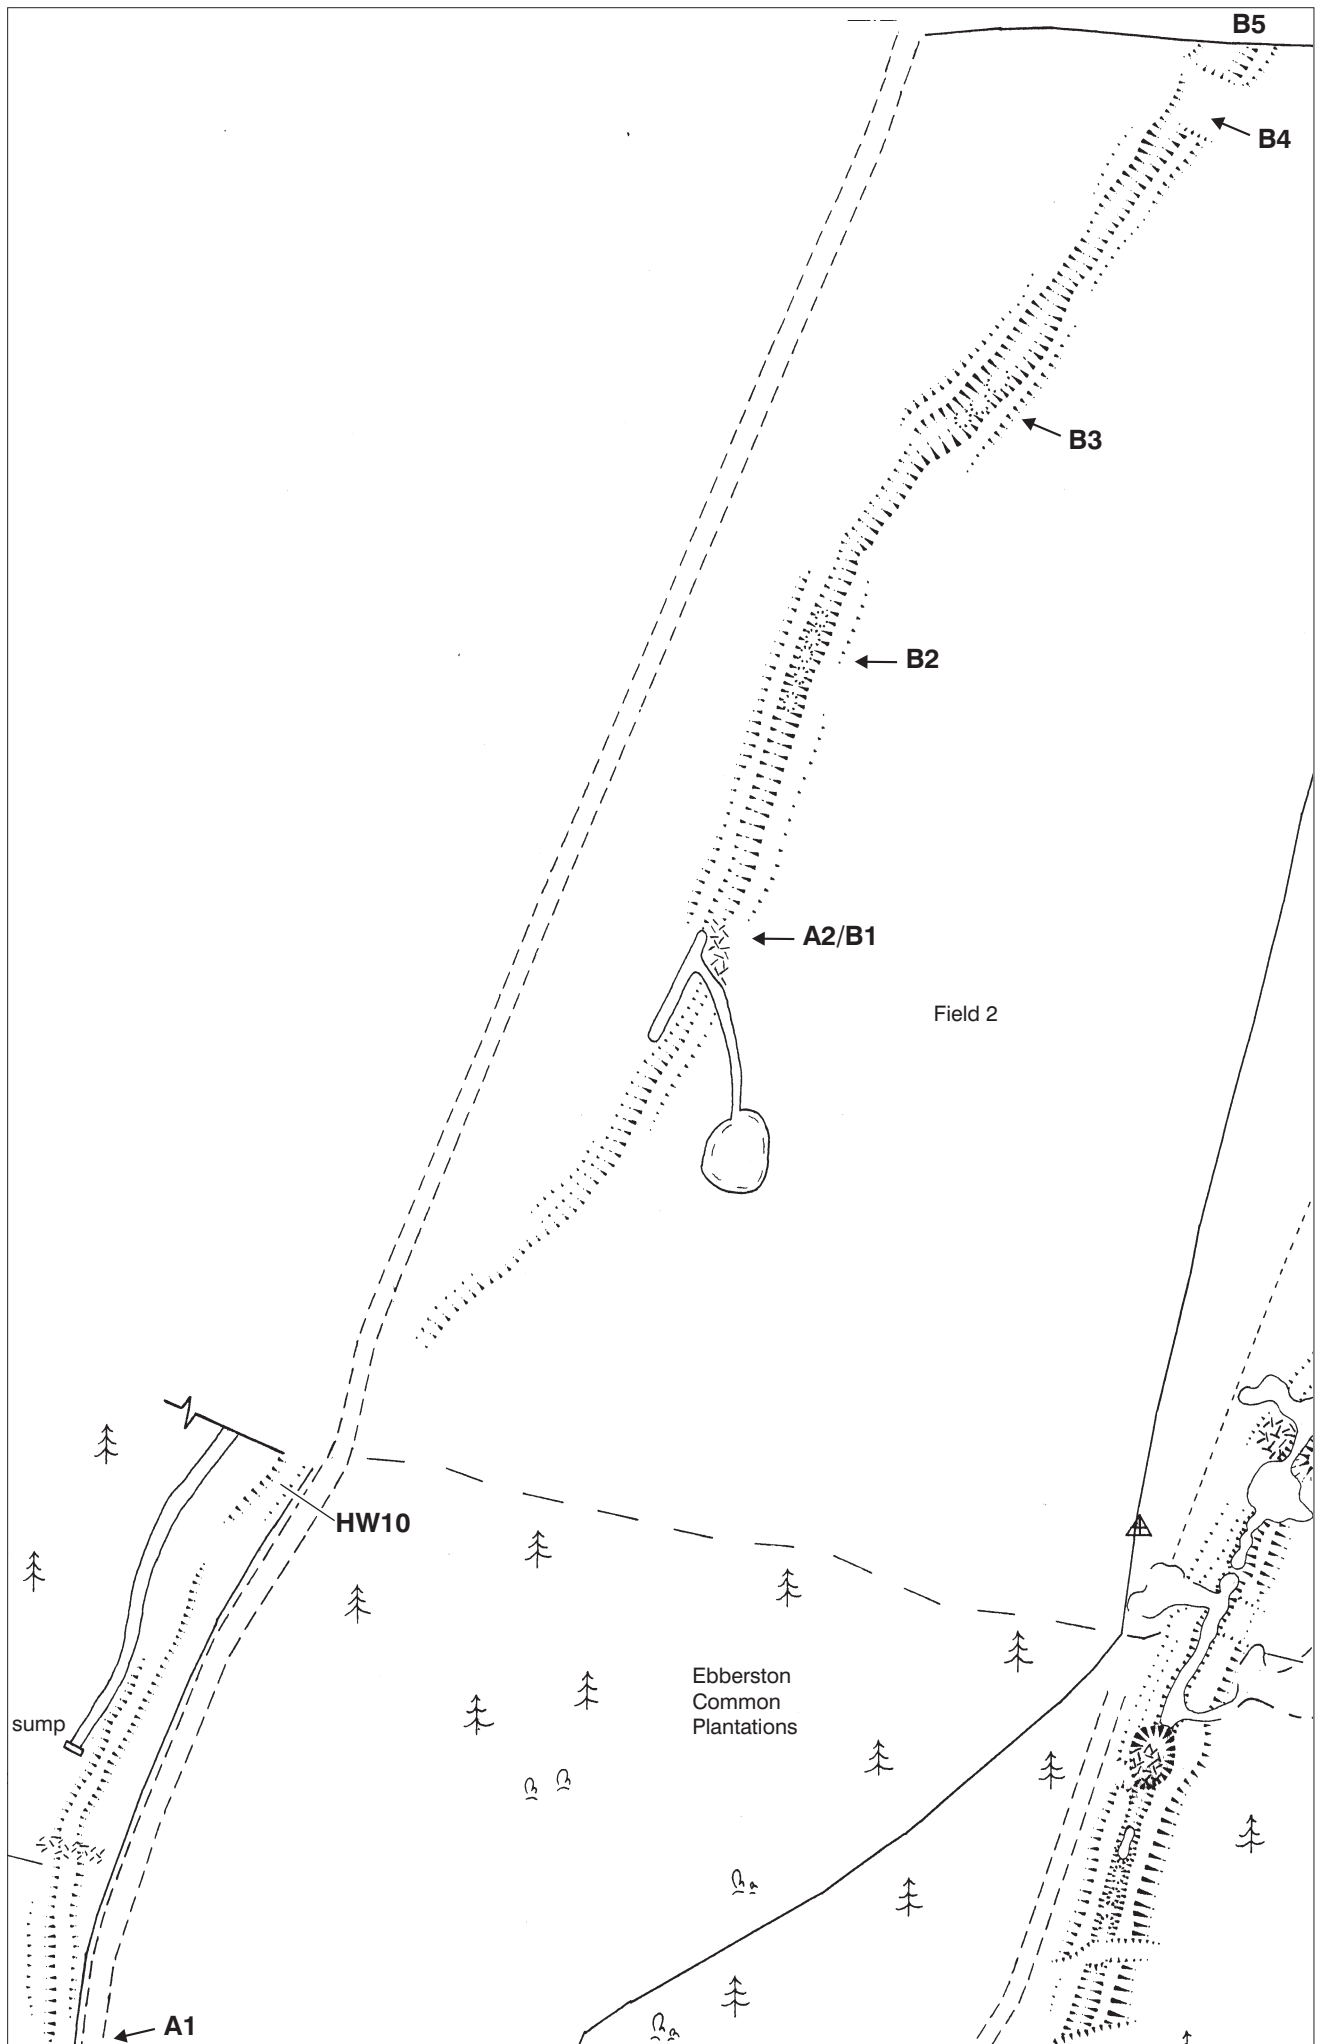 B5
B4
B3
B2
A2/B1
Field 2
HW10
Ebberston
Common
Plantations
sump
A1